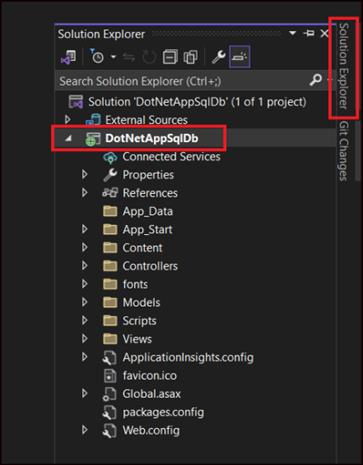 Solution Explorer
Search Solution Explorer (Ctrl+;)
Solution 'DotNetAppSqlDb' (1 of 1 project)
External Sources
DotNetAppSqlDb
Connected Services
Properties
References
App_Data
App_Start
Content
Controllers
fonts
Models
Scripts
Views
ApplicationInsights.config
favicon.ico
Global.asax
packages.config
Web.config
Solution Explorer
Git Changes